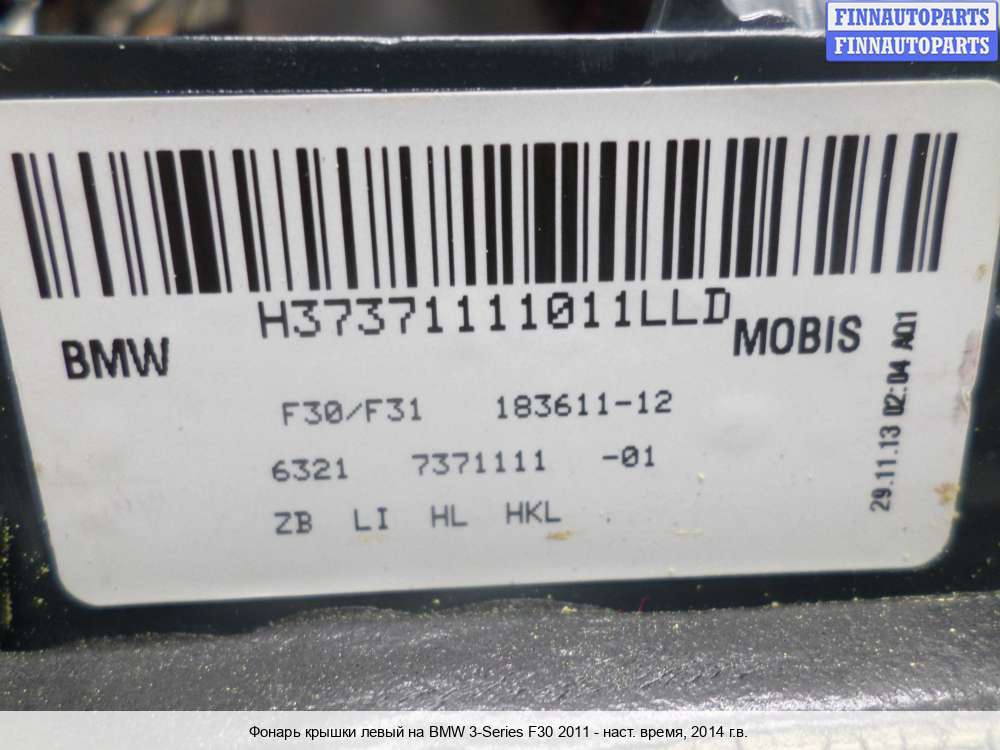 FINNAUTOPARTS
FINNAUTOPARTS
H37371111011LLD
BMW MOBIS
F30/F31 183611-12
6321 7371111 -01
ZB LI HL HKL
29.11.13 02:04 A01
Фонарь крышки левый на BMW 3-Series F30 2011 - наст. время, 2014 г.в.